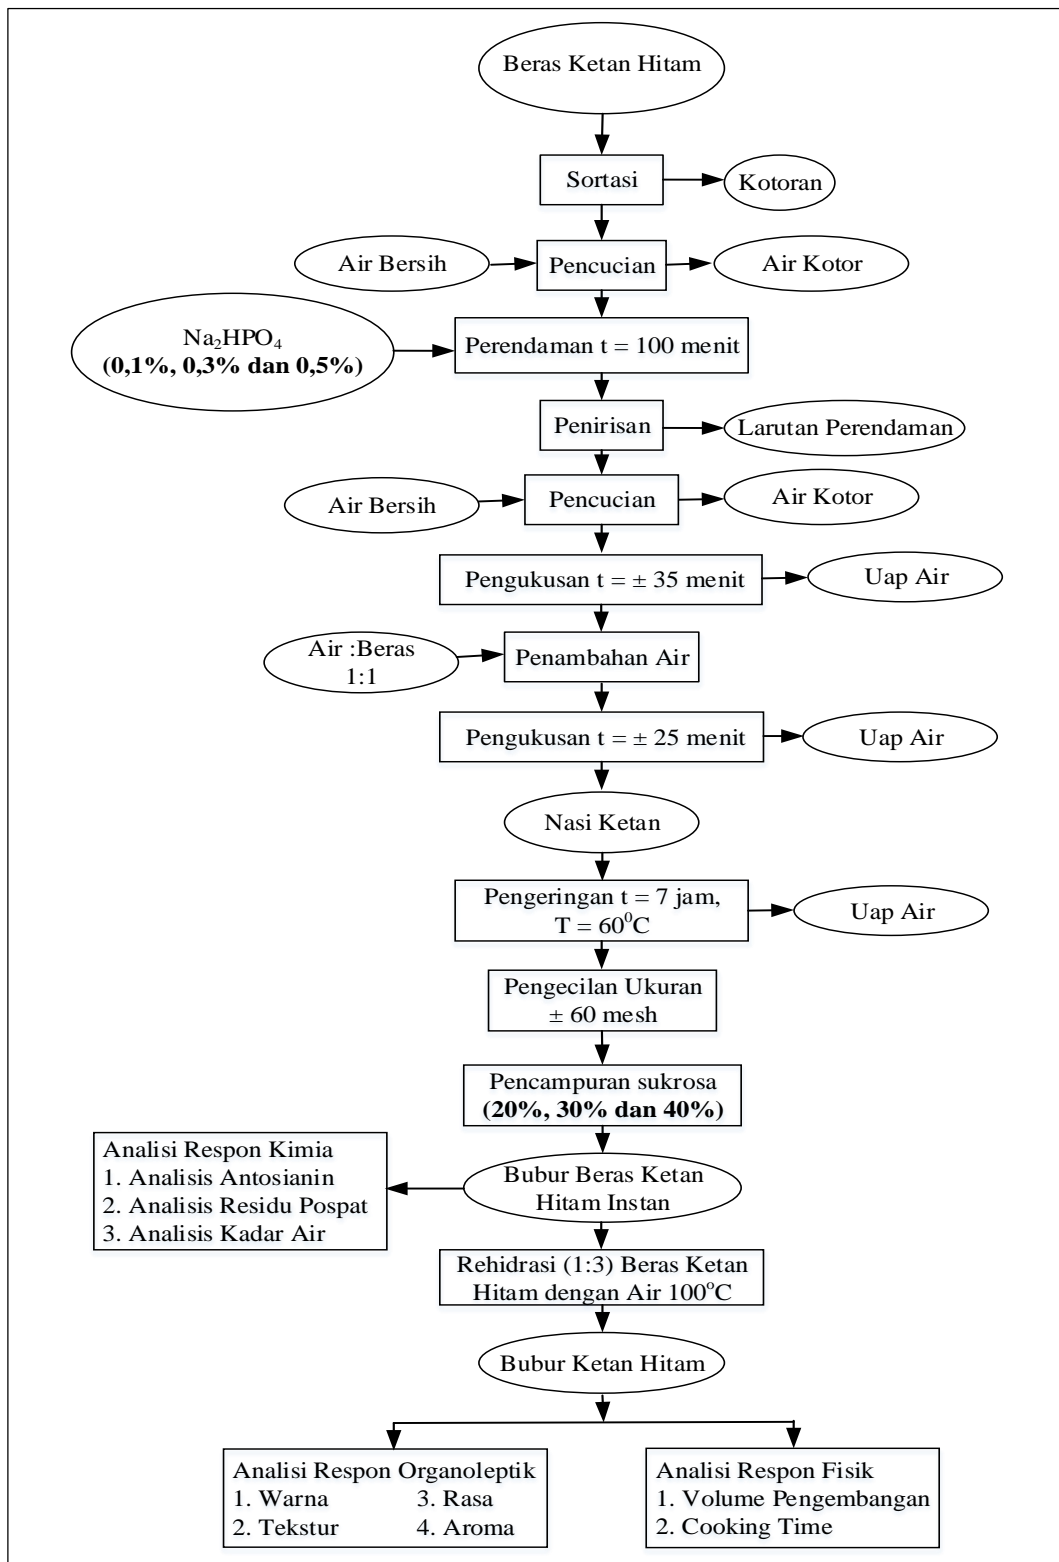 Beras Ketan Hitam
Sortasi
Kotoran
Air Bersih
Pencucian
Air Kotor
Na₂HPO₄
(0,1%, 0,3% dan 0,5%)
Perendaman t = 100 menit
Penirisan
Larutan Perendaman
Air Bersih
Pencucian
Air Kotor
Pengukusan t = ± 35 menit
Uap Air
Air :Beras
1:1
Penambahan Air
Pengukusan t = ± 25 menit
Uap Air
Nasi Ketan
Pengeringan t = 7 jam,
T = 60⁰C
Uap Air
Pengecilan Ukuran
± 60 mesh
Pencampuran sukrosa
(20%, 30% dan 40%)
Analisi Respon Kimia
1. Analisis Antosianin
2. Analisis Residu Pospat
3. Analisis Kadar Air
Bubur Beras Ketan
Hitam Instan
Rehidrasi (1:3) Beras Ketan
Hitam dengan Air 100°C
Bubur Ketan Hitam
Analisi Respon Organoleptik
1. Warna 3. Rasa
2. Tekstur 4. Aroma
Analisi Respon Fisik
1. Volume Pengembangan
2. Cooking Time